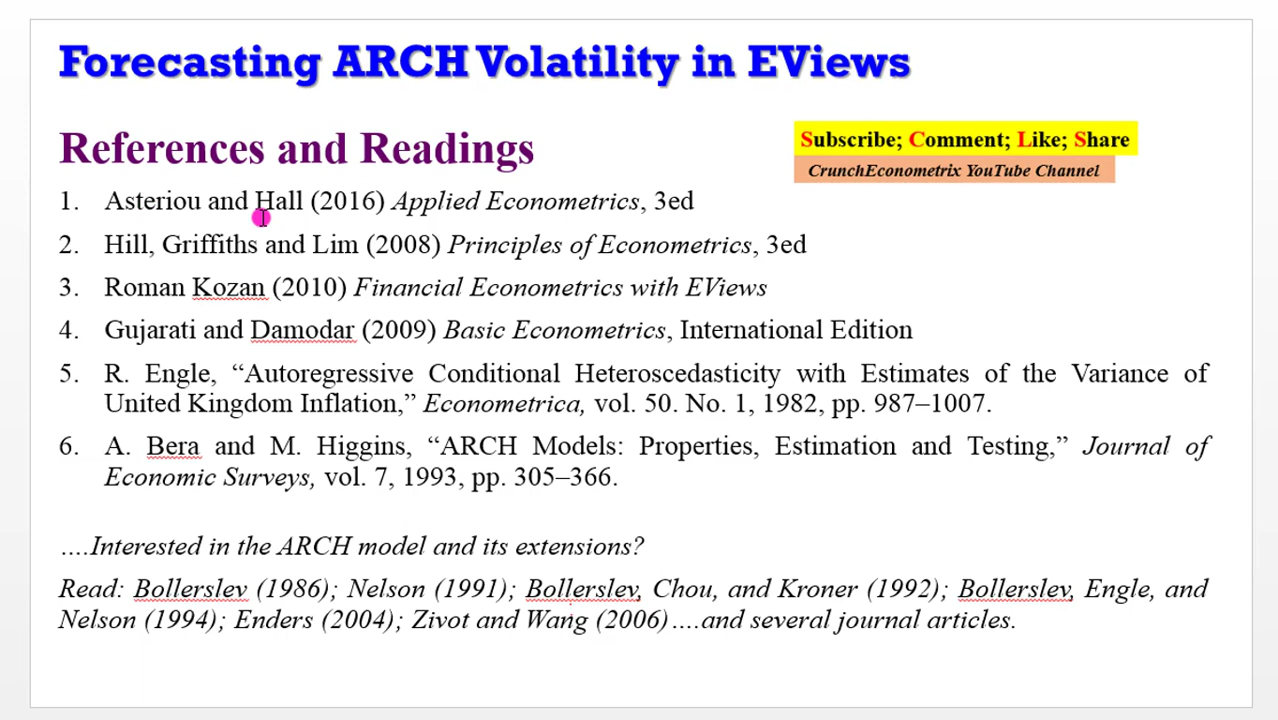 Forecasting ARCH Volatility in EViews
References and Readings
Subscribe; Comment; Like; Share
CrunchEconometrix YouTube Channel
1. Asteriou and Hall (2016) Applied Econometrics, 3ed
2. Hill, Griffiths and Lim (2008) Principles of Econometrics, 3ed
3. Roman Kozan (2010) Financial Econometrics with EViews
4. Gujarati and Damodar (2009) Basic Econometrics, International Edition
5. R. Engle, “Autoregressive Conditional Heteroscedasticity with Estimates of the Variance of
United Kingdom Inflation,” Econometrica, vol. 50. No. 1, 1982, pp. 987–1007.
6. A. Bera and M. Higgins, “ARCH Models: Properties, Estimation and Testing,” Journal of
Economic Surveys, vol. 7, 1993, pp. 305–366.
….Interested in the ARCH model and its extensions?
Read: Bollerslev (1986); Nelson (1991); Bollerslev, Chou, and Kroner (1992); Bollerslev, Engle, and
Nelson (1994); Enders (2004); Zivot and Wang (2006)….and several journal articles.